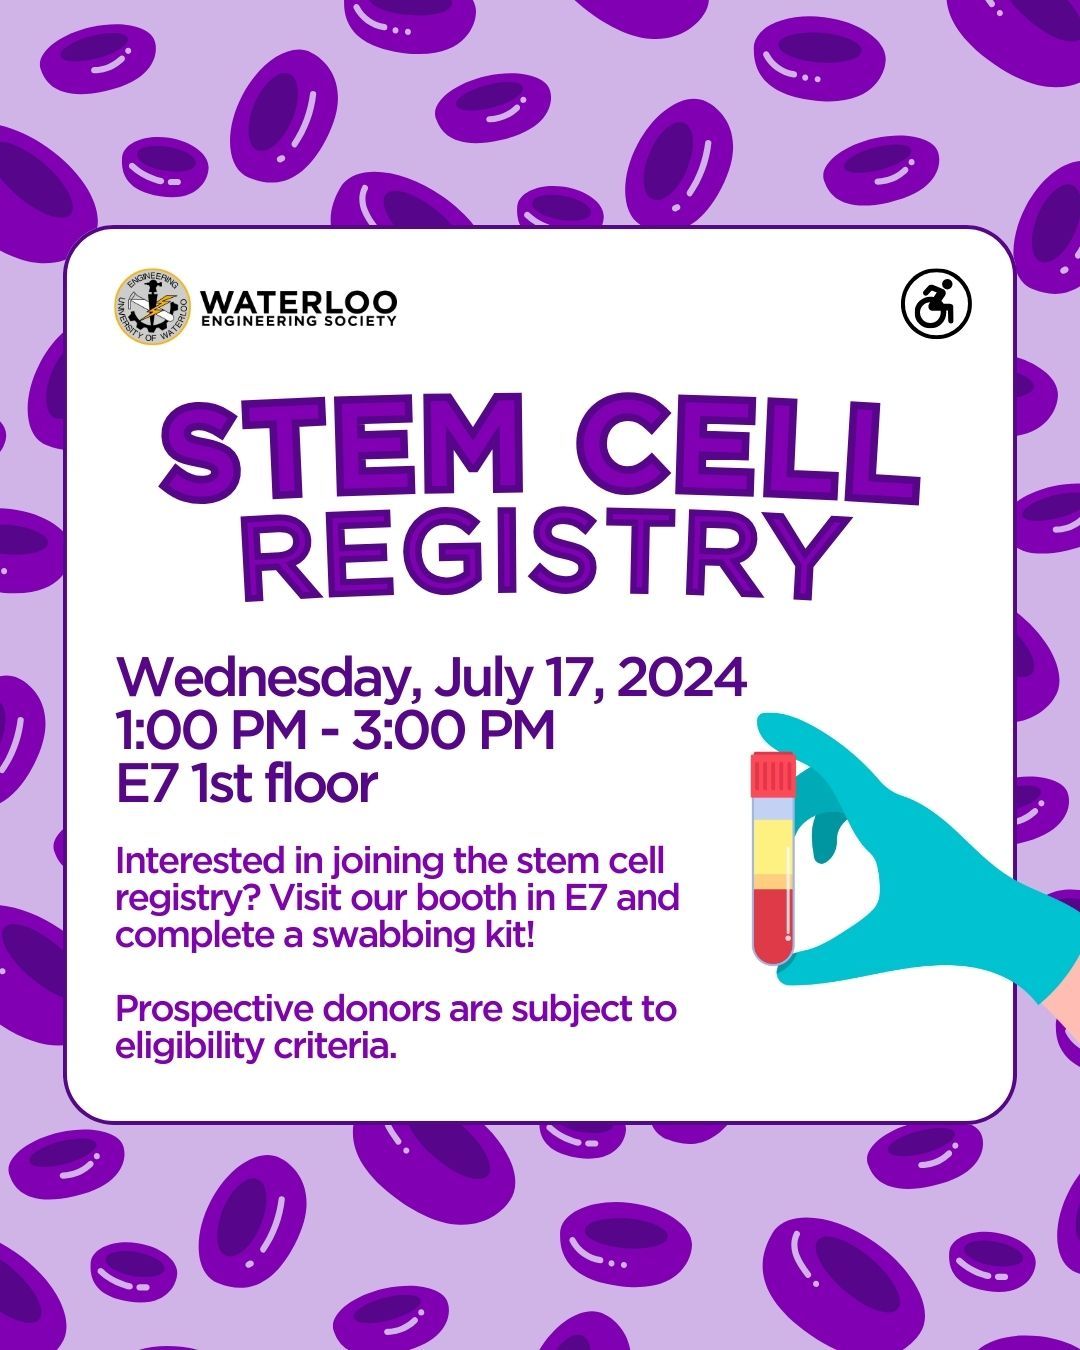 ENGINEERING
UNIVERSITY OF WATERLOO
WATERLOO
ENGINEERING SOCIETY
STEM CELL
REGISTRY
Wednesday, July 17, 2024
1:00 PM - 3:00 PM
E7 1st floor
Interested in joining the stem cell
registry? Visit our booth in E7 and
complete a swabbing kit!
Prospective donors are subject to
eligibility criteria.